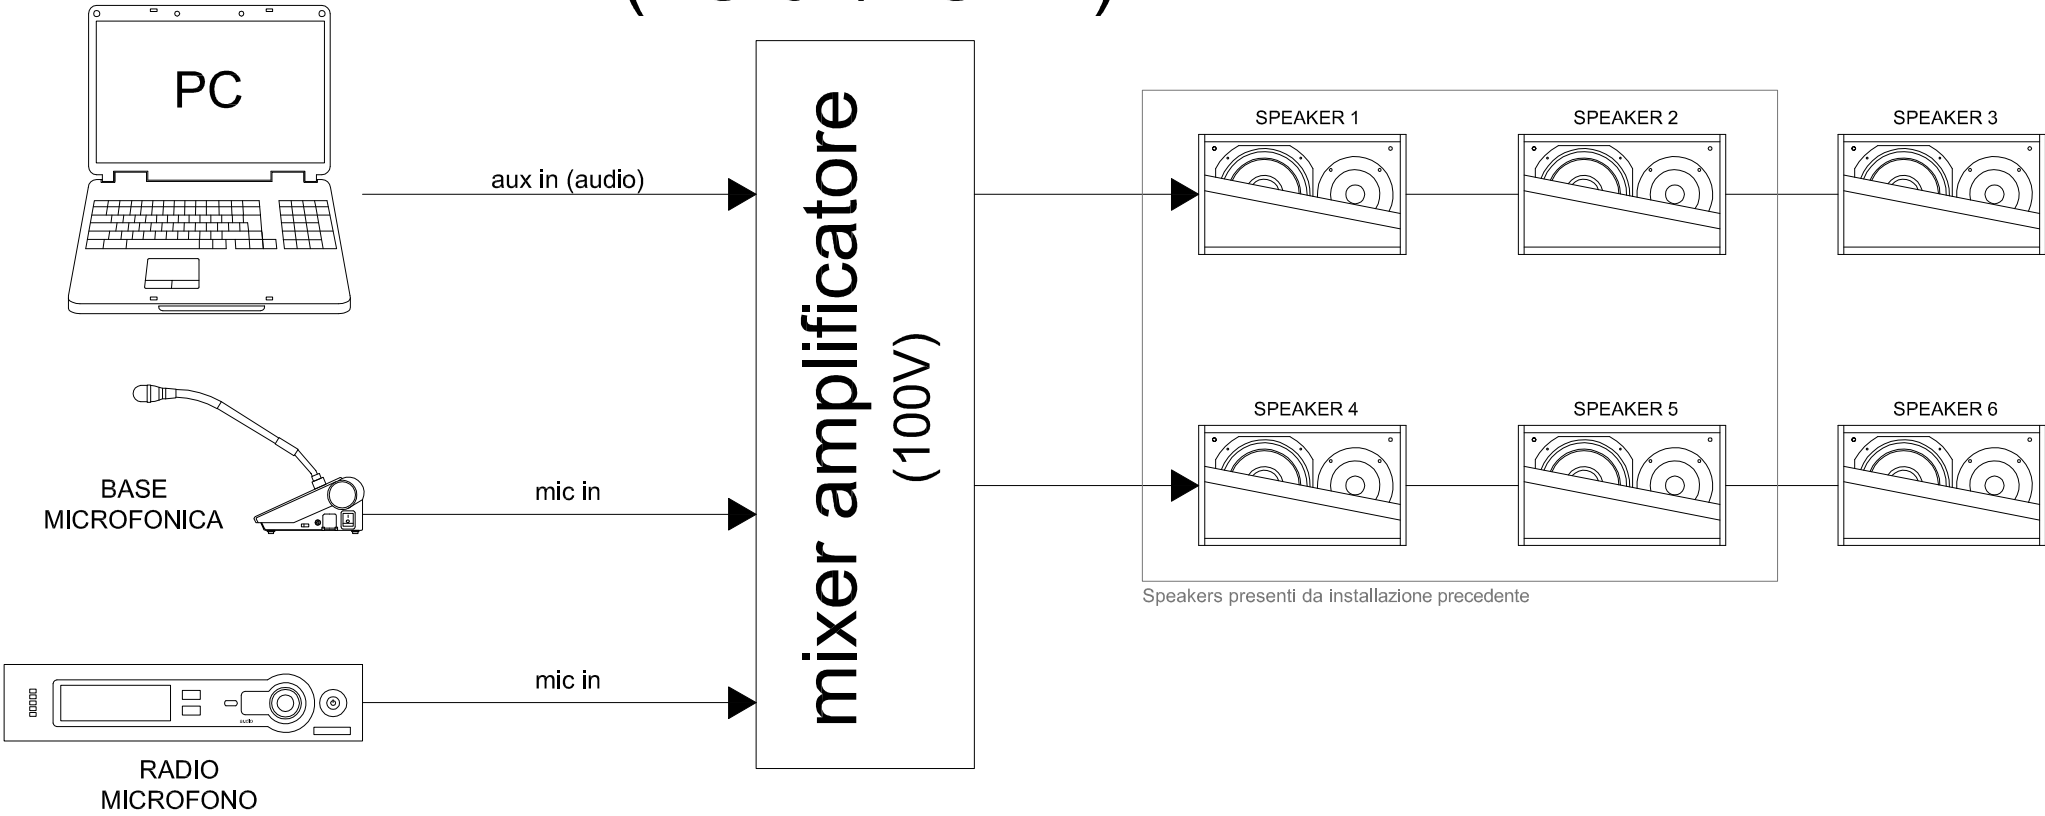 PC
aux in (audio)
BASE
MICROFONICA
mic in
audio
RADIO
MICROFONO
mic in
mixer amplificatore
(100V)
SPEAKER 1
SPEAKER 2
SPEAKER 3
SPEAKER 4
SPEAKER 5
SPEAKER 6
Speakers presenti da installazione precedente